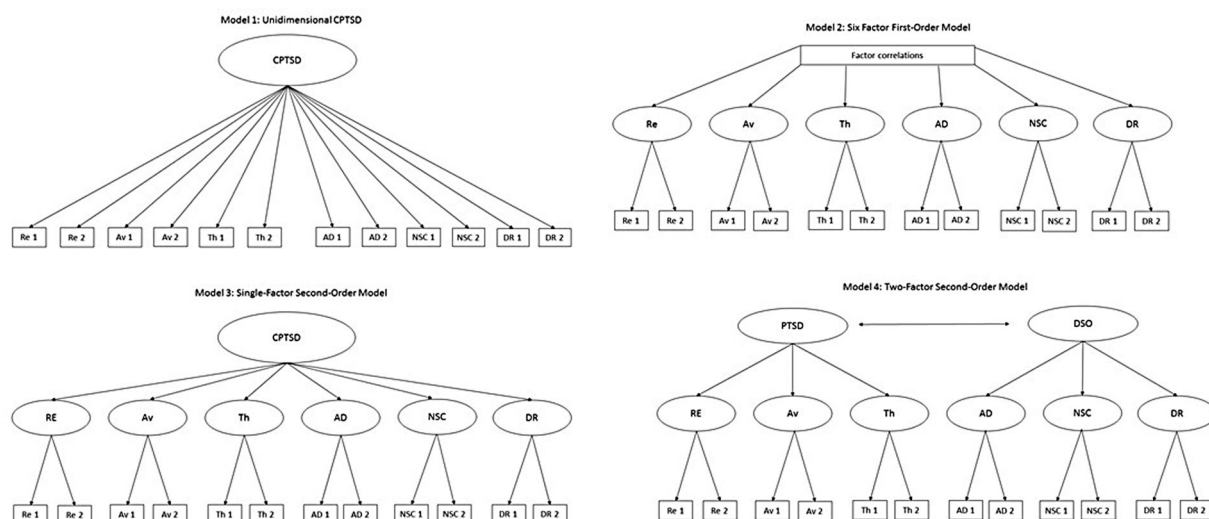 Model 1: Unidimensional CPTSD
CPTSD
Re 1 Re 2 Av 1 Av 2 Th 1 Th 2 AD 1 AD 2 NSC 1 NSC 2 DR 1 DR 2
Model 2: Six Factor First-Order Model
Factor correlations
Re Av Th AD NSC DR
Re 1 Re 2 Av 1 Av 2 Th 1 Th 2 AD 1 AD 2 NSC 1 NSC 2 DR 1 DR 2
Model 3: Single-Factor Second-Order Model
CPTSD
RE Av Th AD NSC DR
Re 1 Re 2 Av 1 Av 2 Th 1 Th 2 AD 1 AD 2 NSC 1 NSC 2 DR 1 DR 2
Model 4: Two-Factor Second-Order Model
PTSD DSO
RE Av Th AD NSC DR
Re 1 Re 2 Av 1 Av 2 Th 1 Th 2 AD 1 AD 2 NSC 1 NSC 2 DR 1 DR 2